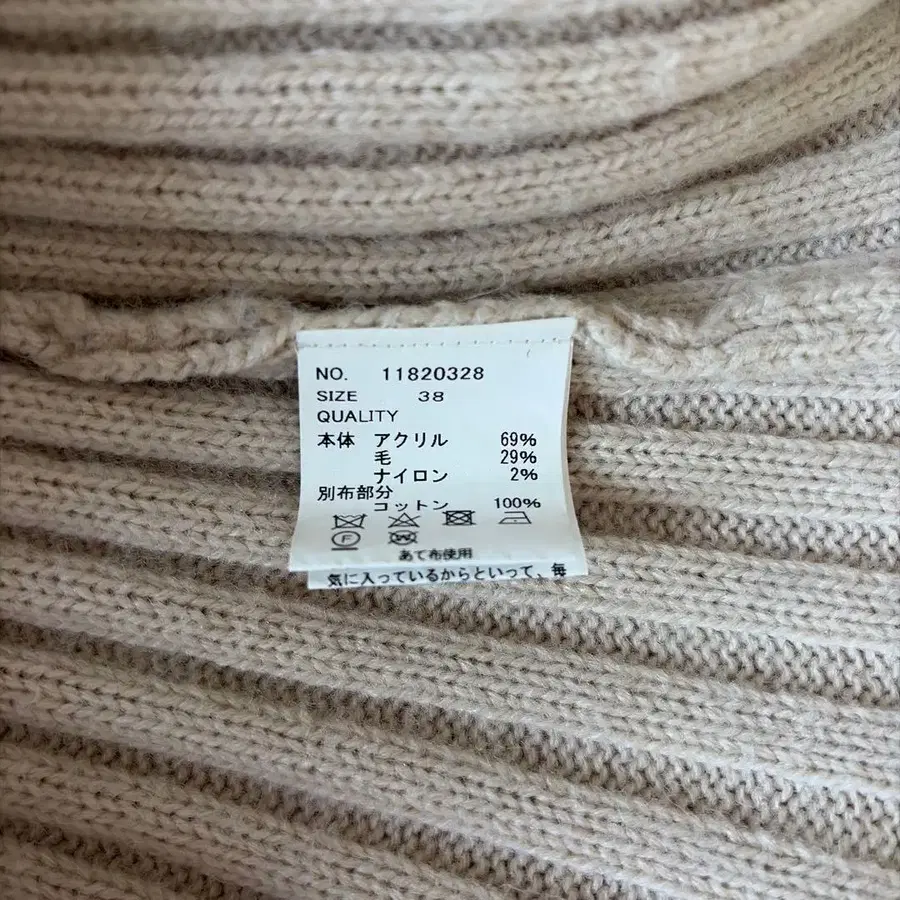 NO. 11820328
SIZE 38
QUALITY
本体 アクリル 69%
毛 29%
ナイロン 2%
別布部分
コットン 100%
F W
あて布使用
気に入っているからといって、毎